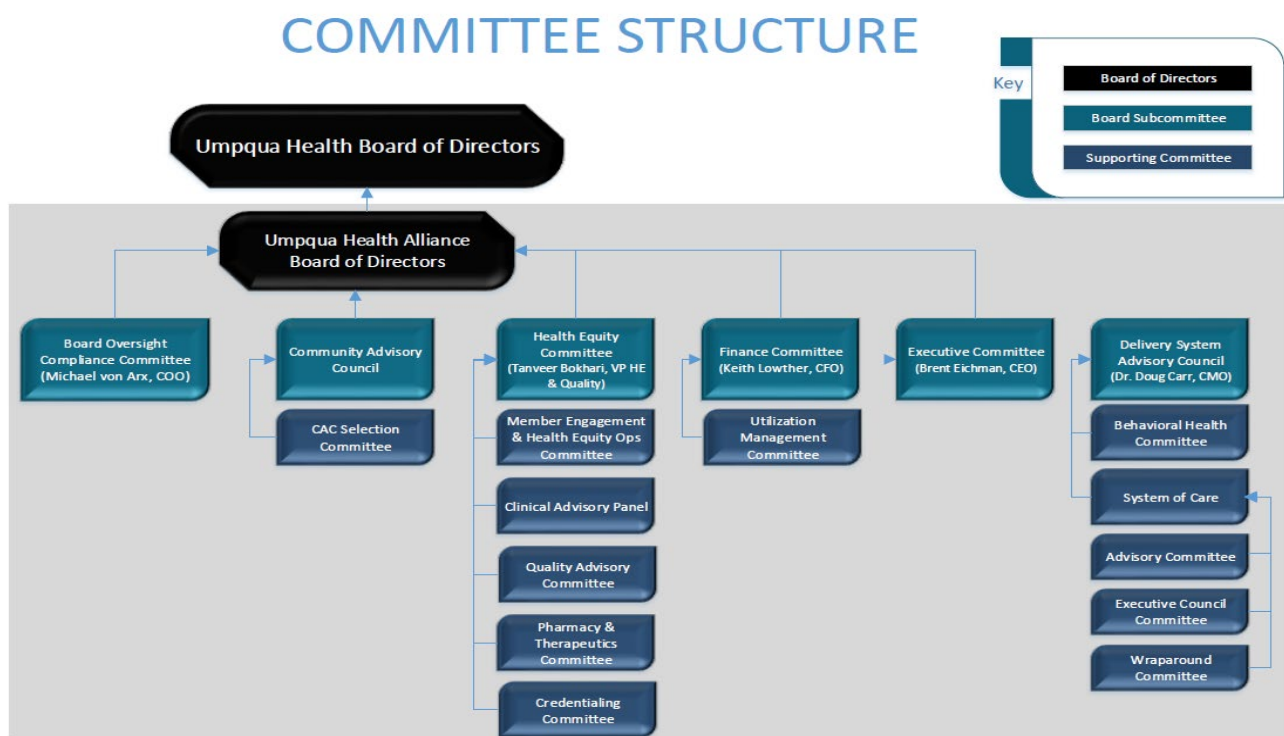 COMMITTEE STRUCTURE
Key
Board of Directors
Board Subcommittee
Supporting Committee
Umpqua Health Board of Directors
Umpqua Health Alliance
Board of Directors
Board Oversight
Compliance Committee
(Michael von Arx, COO)
Community Advisory
Council
Health Equity
Committee
(Tanveer Bokhari, VP HE
& Quality)
Finance Committee
(Keith Lowther, CFO)
Executive Committee
(Brent Eichman, CEO)
Delivery System
Advisory Council
(Dr. Doug Carr, CMO)
CAC Selection
Committee
Member Engagement
& Health Equity Ops
Committee
Clinical Advisory Panel
Quality Advisory
Committee
Pharmacy &
Therapeutics
Committee
Credentialing
Committee
Utilization
Management
Committee
Behavioral Health
Committee
System of Care
Advisory Committee
Executive Council
Committee
Wraparound
Committee